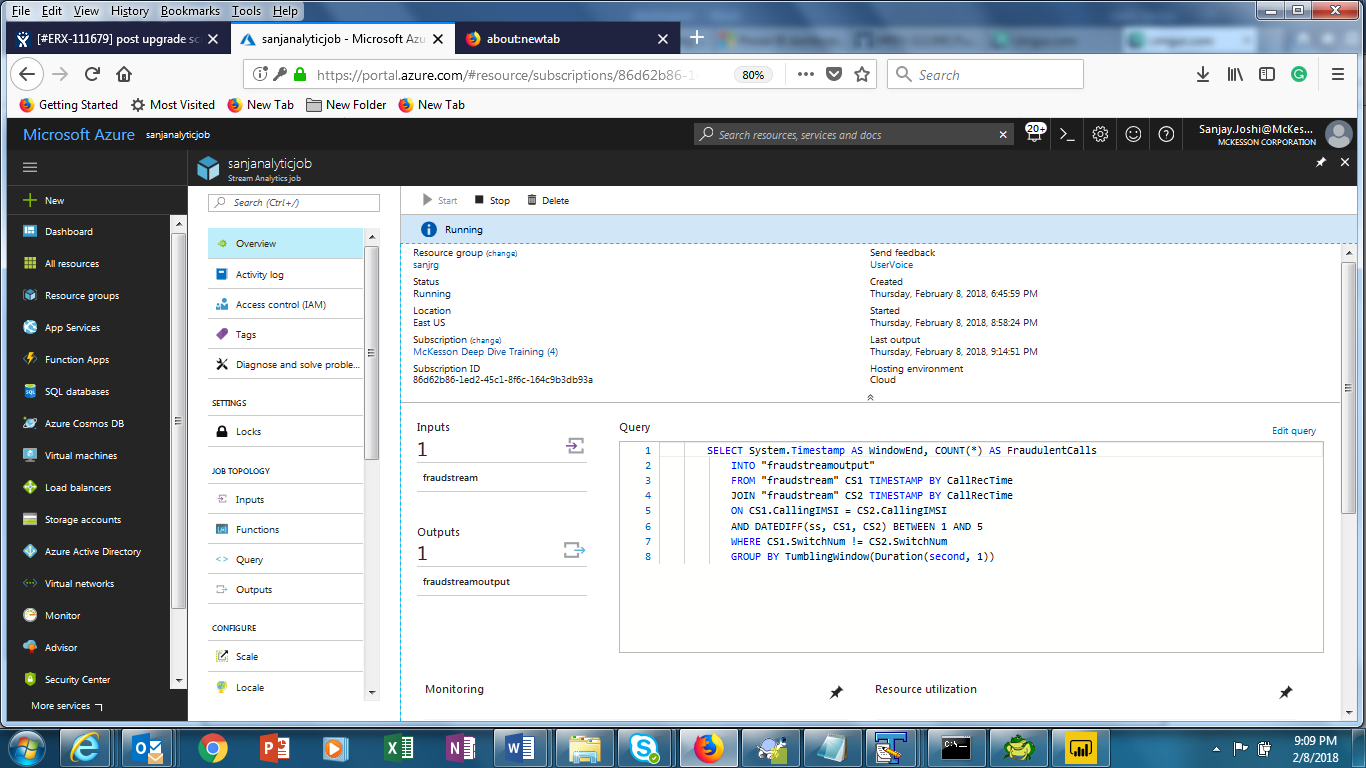 File Edit View History Bookmarks Tools Help
[#ERX-111679] post upgrade sc
sanjanalyticjob - Microsoft Azu
about:newtab
https://portal.azure.com/#resource/subscriptions/86d62b86-1
80%
Search
Getting Started Most Visited New Tab New Folder New Tab
Microsoft Azure sanjanalyticjob
Search resources, services and docs
20+
Sanjay.Joshi@McKes...
MCKESSON CORPORATION
sanjanalyticjob
Stream Analytics job
New
Dashboard
All resources
Resource groups
App Services
Function Apps
SQL databases
Azure Cosmos DB
Virtual machines
Load balancers
Storage accounts
Azure Active Directory
Virtual networks
Monitor
Advisor
Security Center
More services
Search (Ctrl+/)
Overview
Activity log
Access control (IAM)
Tags
Diagnose and solve proble...
SETTINGS
Locks
JOB TOPOLOGY
Inputs
Functions
Query
Outputs
CONFIGURE
Scale
Locale
Start Stop Delete
Running
Resource group (change)
sanjrg
Status
Running
Location
East US
Subscription (change)
McKesson Deep Dive Training (4)
Subscription ID
86d62b86-1ed2-45c1-8f6c-164c9b3db93a
Send feedback
UserVoice
Created
Thursday, February 8, 2018, 6:45:59 PM
Started
Thursday, February 8, 2018, 8:58:24 PM
Last output
Thursday, February 8, 2018, 9:14:51 PM
Hosting environment
Cloud
Inputs
1
fraudstream
Outputs
1
fraudstreamoutput
Query
Edit query
1 SELECT System.Timestamp AS WindowEnd, COUNT(*) AS FraudulentCalls
2 INTO "fraudstreamoutput"
3 FROM "fraudstream" CS1 TIMESTAMP BY CallRecTime
4 JOIN "fraudstream" CS2 TIMESTAMP BY CallRecTime
5 ON CS1.CallingIMSI = CS2.CallingIMSI
6 AND DATEDIFF(ss, CS1, CS2) BETWEEN 1 AND 5
7 WHERE CS1.SwitchNum != CS2.SwitchNum
8 GROUP BY TumblingWindow(Duration(second, 1))
Monitoring
Resource utilization
9:09 PM
2/8/2018